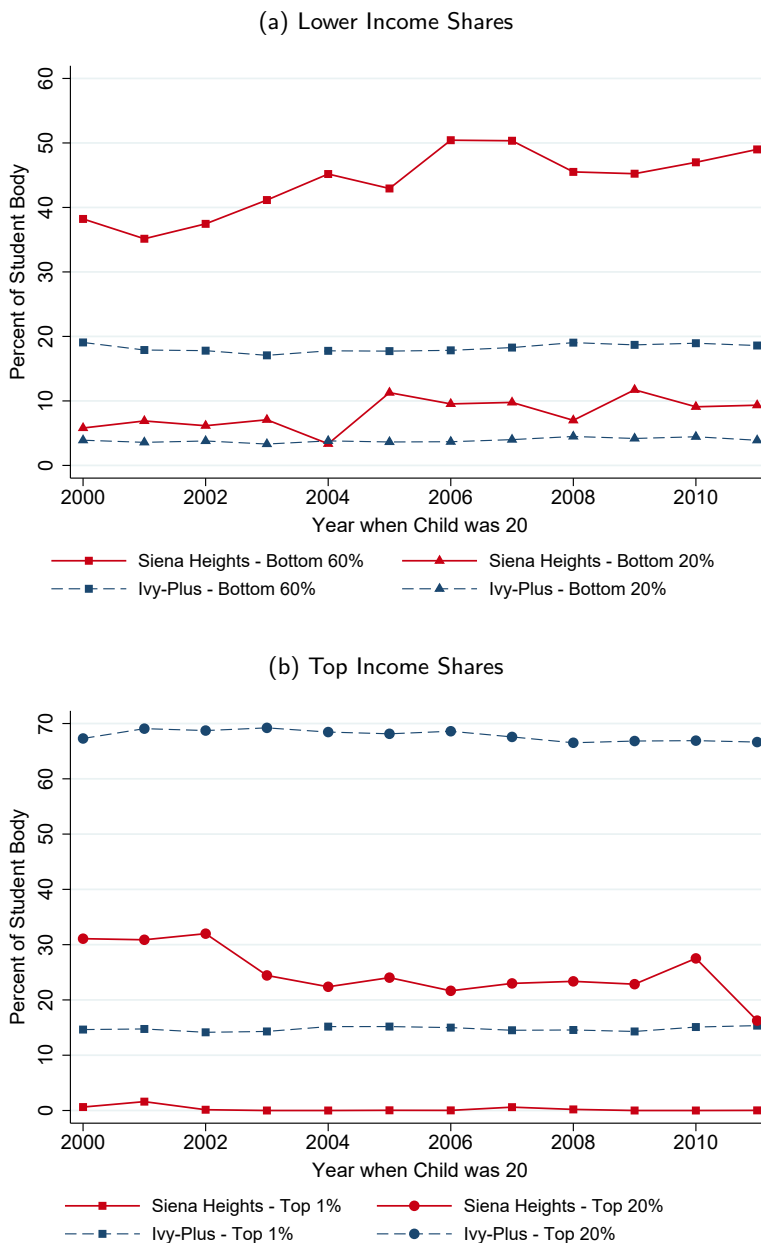 (a) Lower Income Shares
60
50
40
30
20
10
0
Percent of Student Body
2000 2002 2004 2006 2008 2010
Year when Child was 20
Siena Heights - Bottom 60% Siena Heights - Bottom 20%
Ivy-Plus - Bottom 60% Ivy-Plus - Bottom 20%
(b) Top Income Shares
70
60
50
40
30
20
10
0
Percent of Student Body
2000 2002 2004 2006 2008 2010
Year when Child was 20
Siena Heights - Top 1% Siena Heights - Top 20%
Ivy-Plus - Top 1% Ivy-Plus - Top 20%